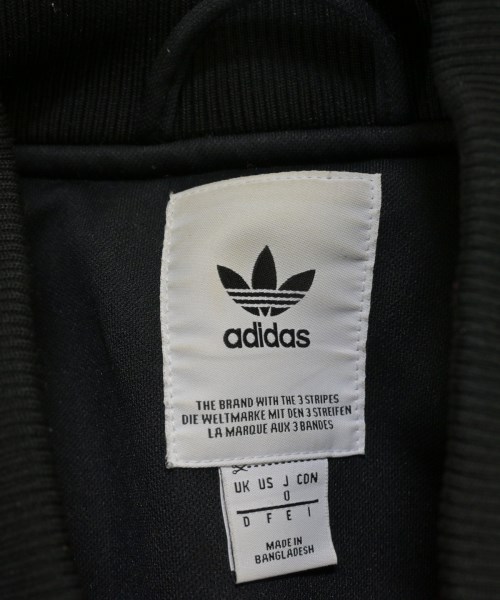 adidas
THE BRAND WITH THE 3 STRIPES
DIE WELTMARKE MIT DEN 3 STREIFEN
LA MARQUE AUX 3 BANDES
UK US J CDN
O
D F E I
MADE IN
BANGLADESH